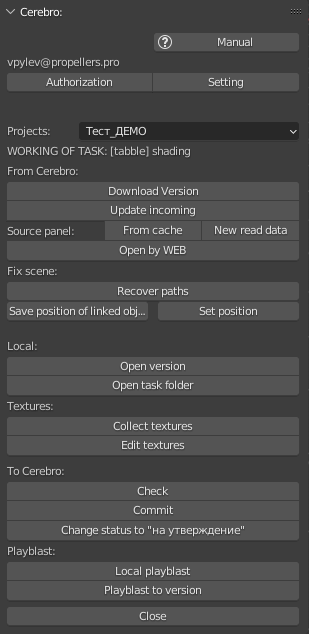 Cerebro:
Manual
vpylev@propellers.pro
Authorization Setting
Projects: Тест_ДЕМО
WORKING OF TASK: [tabble] shading
From Cerebro:
Download Version
Update incoming
Source panel: From cache New read data
Open by WEB
Fix scene:
Recover paths
Save position of linked obj... Set position
Local:
Open version
Open task folder
Textures:
Collect textures
Edit textures
To Cerebro:
Check
Commit
Change status to "на утверждение"
Playblast:
Local playblast
Playblast to version
Close